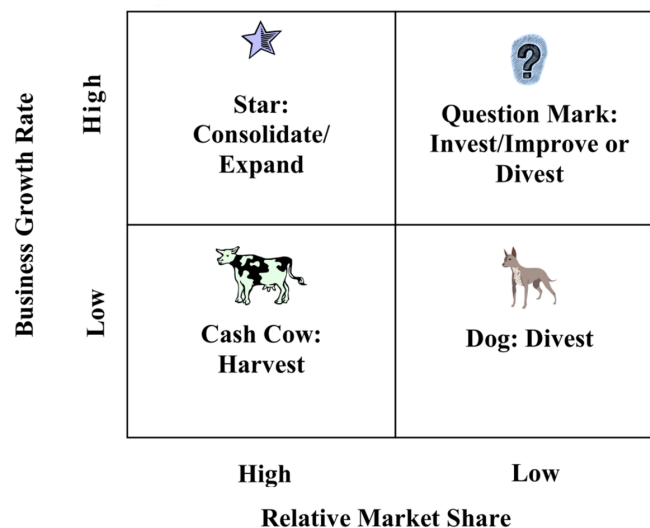 Business Growth Rate
High
Star:
Consolidate/
Expand
?
Question Mark:
Invest/Improve or
Divest
Low
Cash Cow:
Harvest
Dog: Divest
High
Low
Relative Market Share